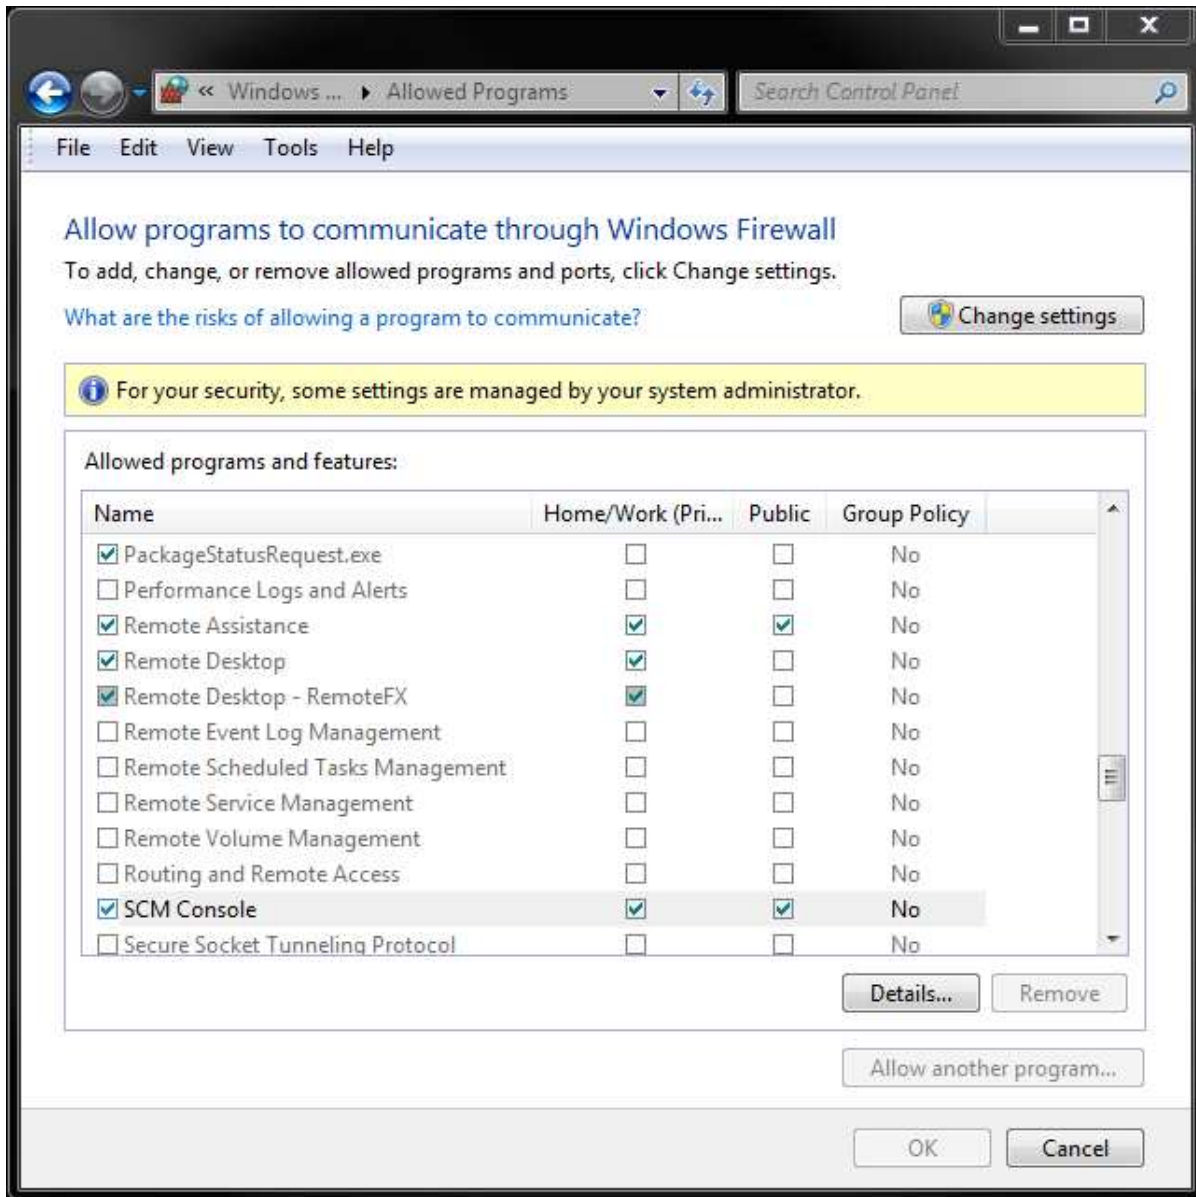 « Windows ... ▸ Allowed Programs Search Control Panel
File Edit View Tools Help
Allow programs to communicate through Windows Firewall
To add, change, or remove allowed programs and ports, click Change settings.
What are the risks of allowing a program to communicate? Change settings
For your security, some settings are managed by your system administrator.
Allowed programs and features:
Name Home/Work (Pri... Public Group Policy
PackageStatusRequest.exe No
Performance Logs and Alerts No
Remote Assistance No
Remote Desktop No
Remote Desktop - RemoteFX No
Remote Event Log Management No
Remote Scheduled Tasks Management No
Remote Service Management No
Remote Volume Management No
Routing and Remote Access No
SCM Console No
Secure Socket Tunneling Protocol No
Details... Remove
Allow another program...
OK Cancel